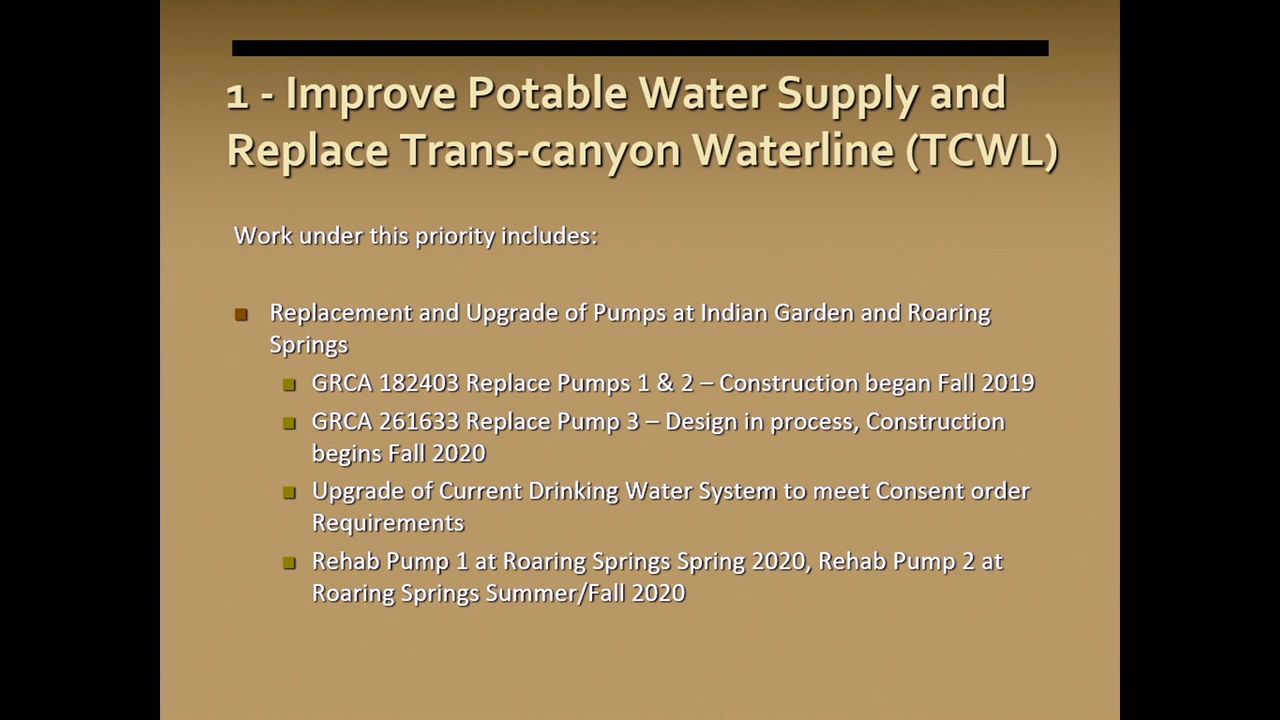 1 - Improve Potable Water Supply and
Replace Trans-canyon Waterline (TCWL)
Work under this priority includes:
Replacement and Upgrade of Pumps at Indian Garden and Roaring
Springs
GRCA 182403 Replace Pumps 1 & 2 – Construction began Fall 2019
GRCA 261633 Replace Pump 3 – Design in process, Construction
begins Fall 2020
Upgrade of Current Drinking Water System to meet Consent order
Requirements
Rehab Pump 1 at Roaring Springs Spring 2020, Rehab Pump 2 at
Roaring Springs Summer/Fall 2020